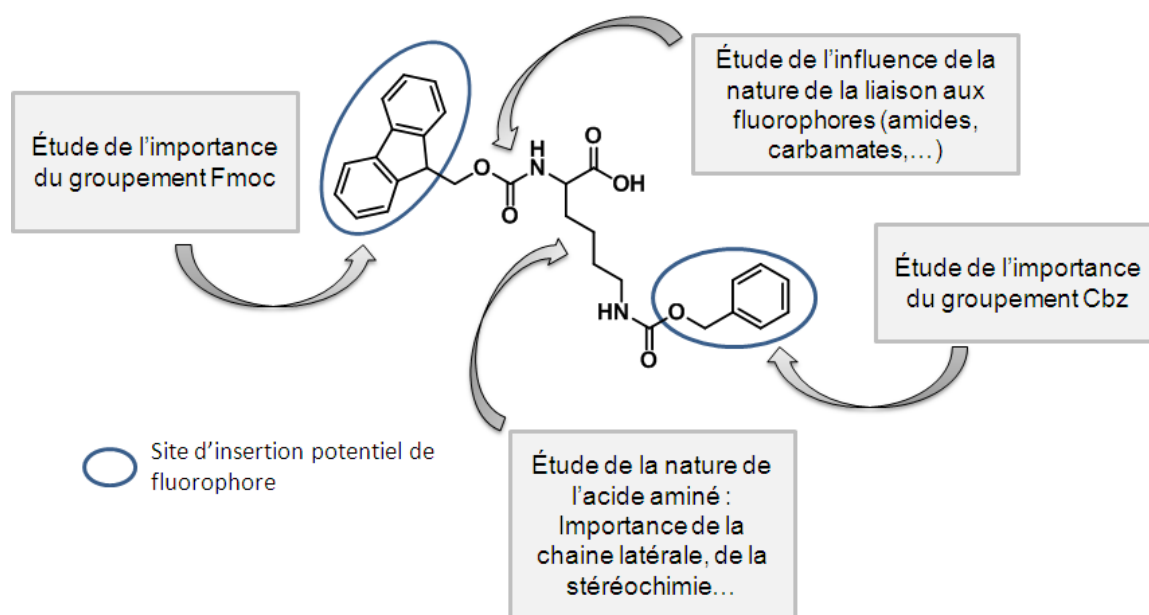 Étude de l'influence de la
nature de la liaison aux
fluorophores (amides,
carbamates,…)
Étude de l'importance
du groupement Fmoc
O
O
H
N
O
OH
Étude de l'importance
du groupement Cbz
HN
O
O
Site d'insertion potentiel de
fluorophore
Étude de la nature de
l'acide aminé :
Importance de la
chaine latérale, de la
stéréochimie…